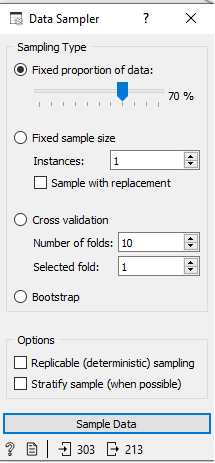 Data Sampler
Sampling Type
Fixed proportion of data:
70 %
Fixed sample size
Instances: 1
Sample with replacement
Cross validation
Number of folds: 10
Selected fold: 1
Bootstrap
Options
Replicable (deterministic) sampling
Stratify sample (when possible)
Sample Data
? 303 213